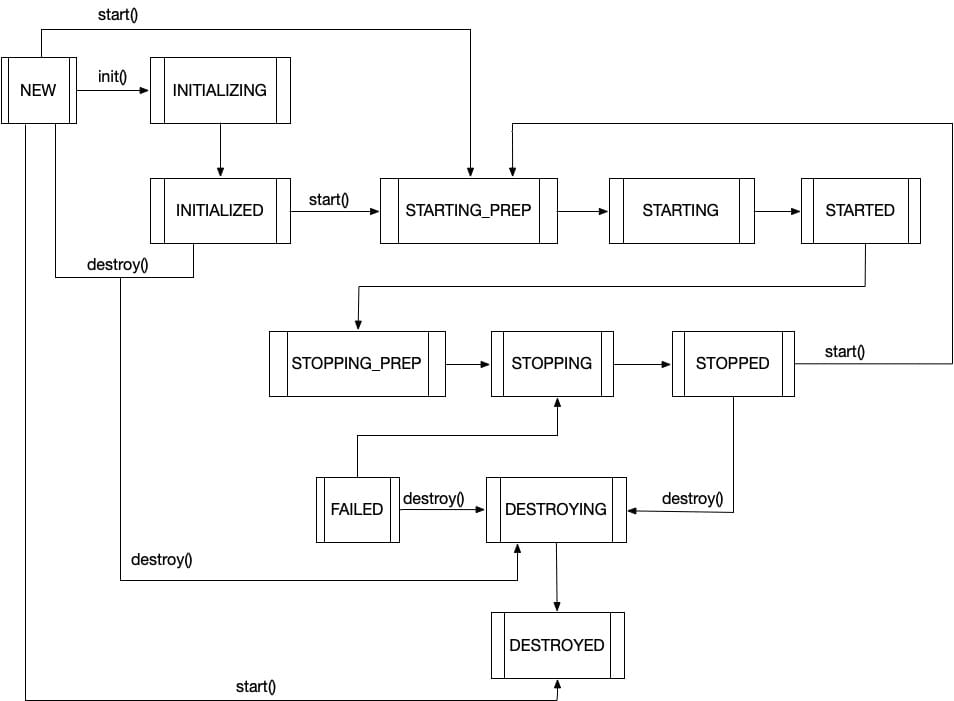 start()
NEW
init()
INITIALIZING
INITIALIZED
start()
STARTING_PREP
STARTING
STARTED
destroy()
STOPPING_PREP
STOPPING
STOPPED
start()
FAILED
destroy()
DESTROYING
destroy()
destroy()
DESTROYED
start()